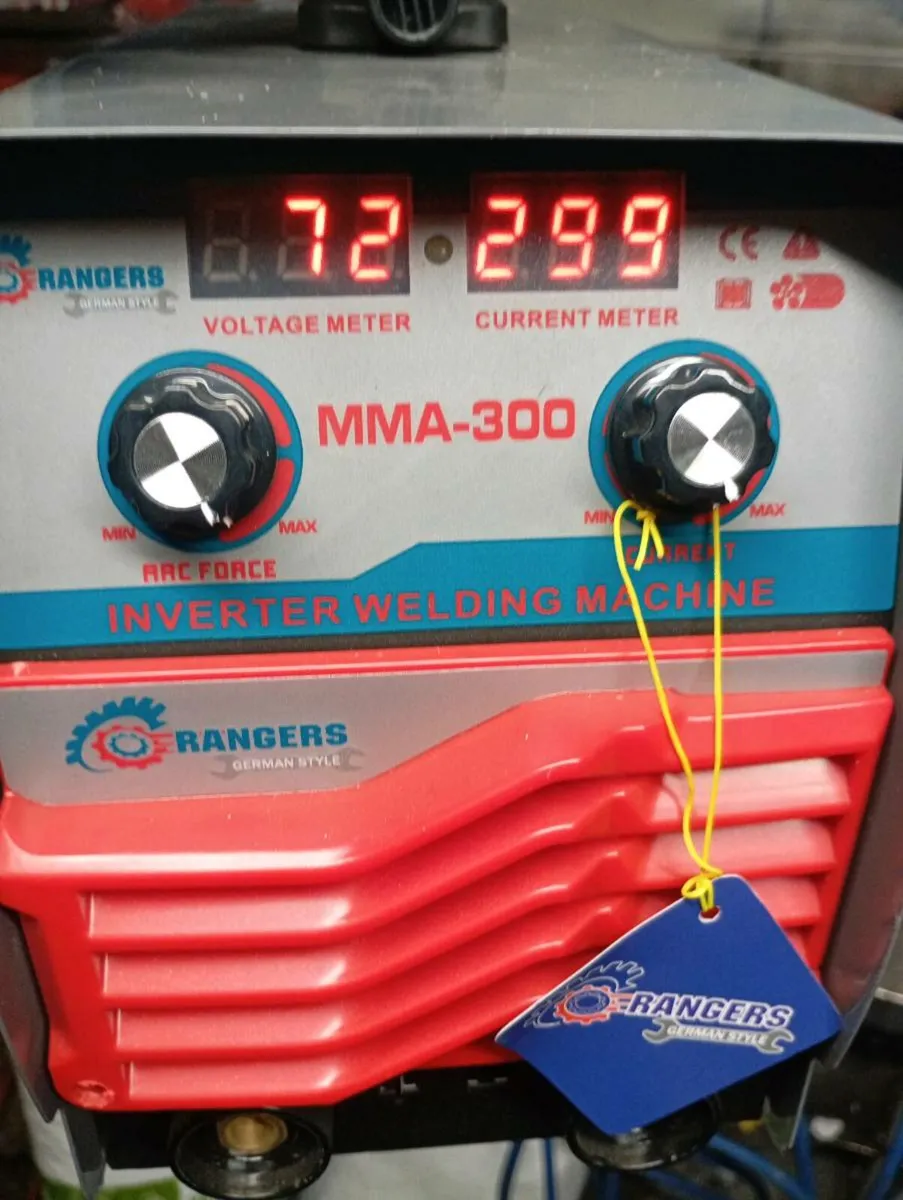 72 299
CE
RANGERS
GERMAN STYLE
VOLTAGE METER
CURRENT METER
MMA-300
MIN
MAX
ARC FORCE
MIN
MAX
CURRENT
INVERTER WELDING MACHINE
RANGERS
GERMAN STYLE
RANGERS
GERMAN STYLE
+
-